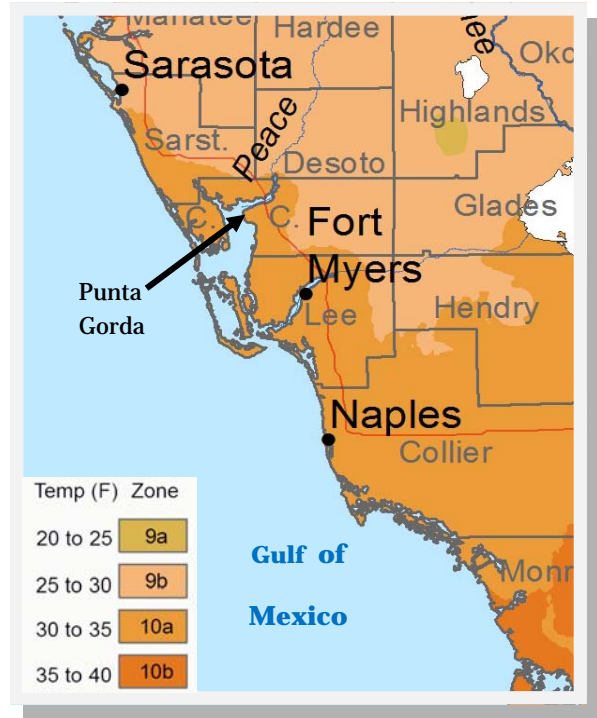 Manatee
Hardee
Okc
Sarasota
Highlands
Sarst.
Peace
Desoto
Glades
C.
C.
Fort
Myers
Punta
Gorda
Lee
Hendry
Naples
Collier
Temp (F) Zone
20 to 25 9a
25 to 30 9b
30 to 35 10a
35 to 40 10b
Gulf of
Mexico
Monr